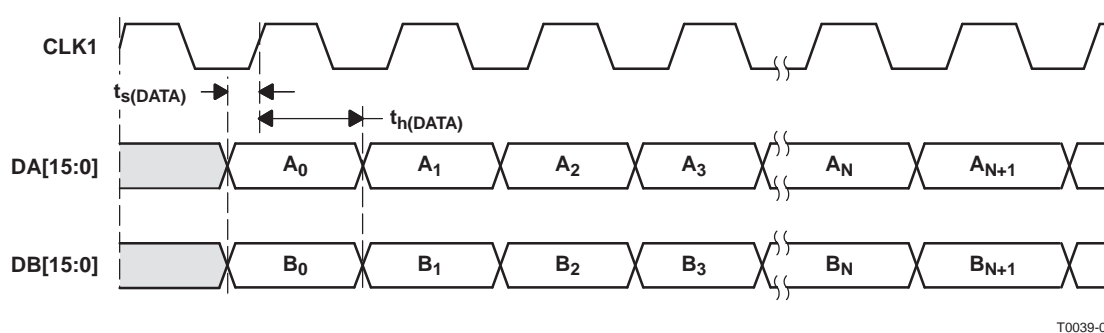 CLK1
ts(DATA)
th(DATA)
DA[15:0] A0 A1 A2 A3 AN AN+1
DB[15:0] B0 B1 B2 B3 BN BN+1
T0039-0